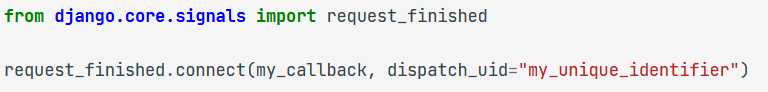 from django.core.signals import request_finished
request_finished.connect(my_callback, dispatch_uid="my_unique_identifier")